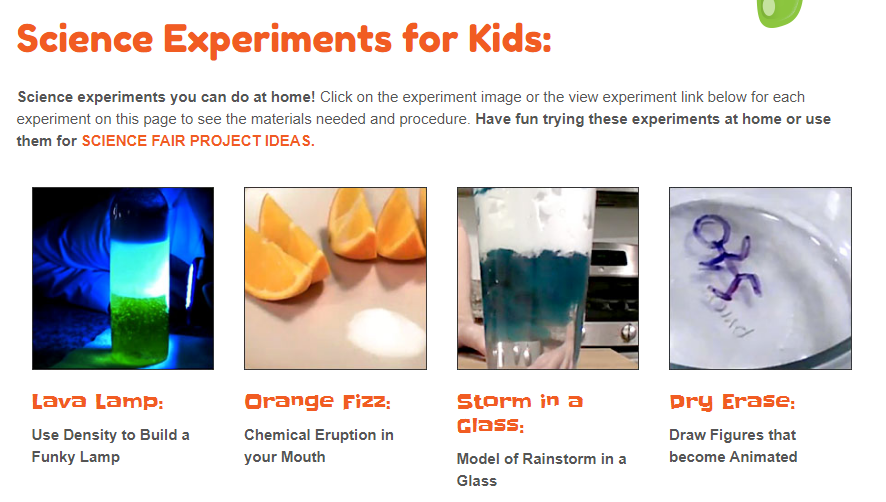 Science Experiments for Kids:
Science experiments you can do at home! Click on the experiment image or the view experiment link below for each
experiment on this page to see the materials needed and procedure. Have fun trying these experiments at home or use
them for SCIENCE FAIR PROJECT IDEAS.
Lava Lamp:
Use Density to Build a
Funky Lamp
Orange Fizz:
Chemical Eruption in
your Mouth
Storm in a
Glass:
Model of Rainstorm in a
Glass
Dry Erase:
Draw Figures that
become Animated